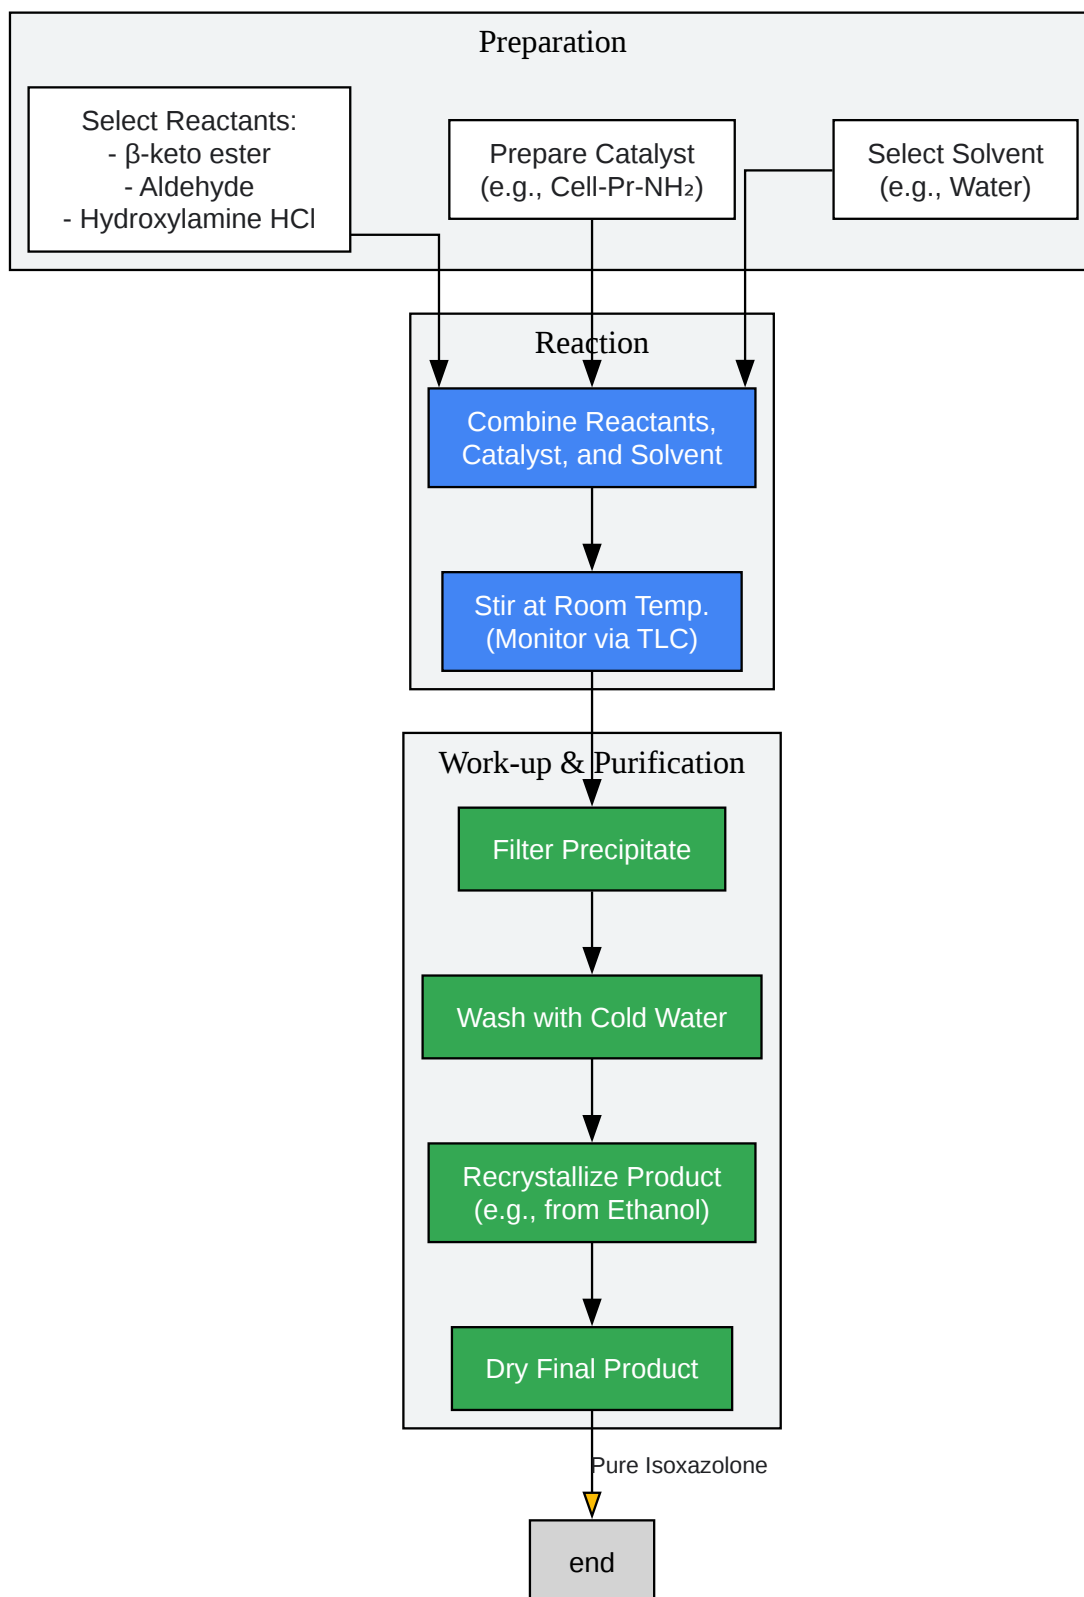 Preparation
Select Reactants:
- β-keto ester
- Aldehyde
- Hydroxylamine HCl
Prepare Catalyst
(e.g., Cell-Pr-NH₂)
Select Solvent
(e.g., Water)
Reaction
Combine Reactants,
Catalyst, and Solvent
Stir at Room Temp.
(Monitor via TLC)
Work-up & Purification
Filter Precipitate
Wash with Cold Water
Recrystallize Product
(e.g., from Ethanol)
Dry Final Product
Pure Isoxazolone
end